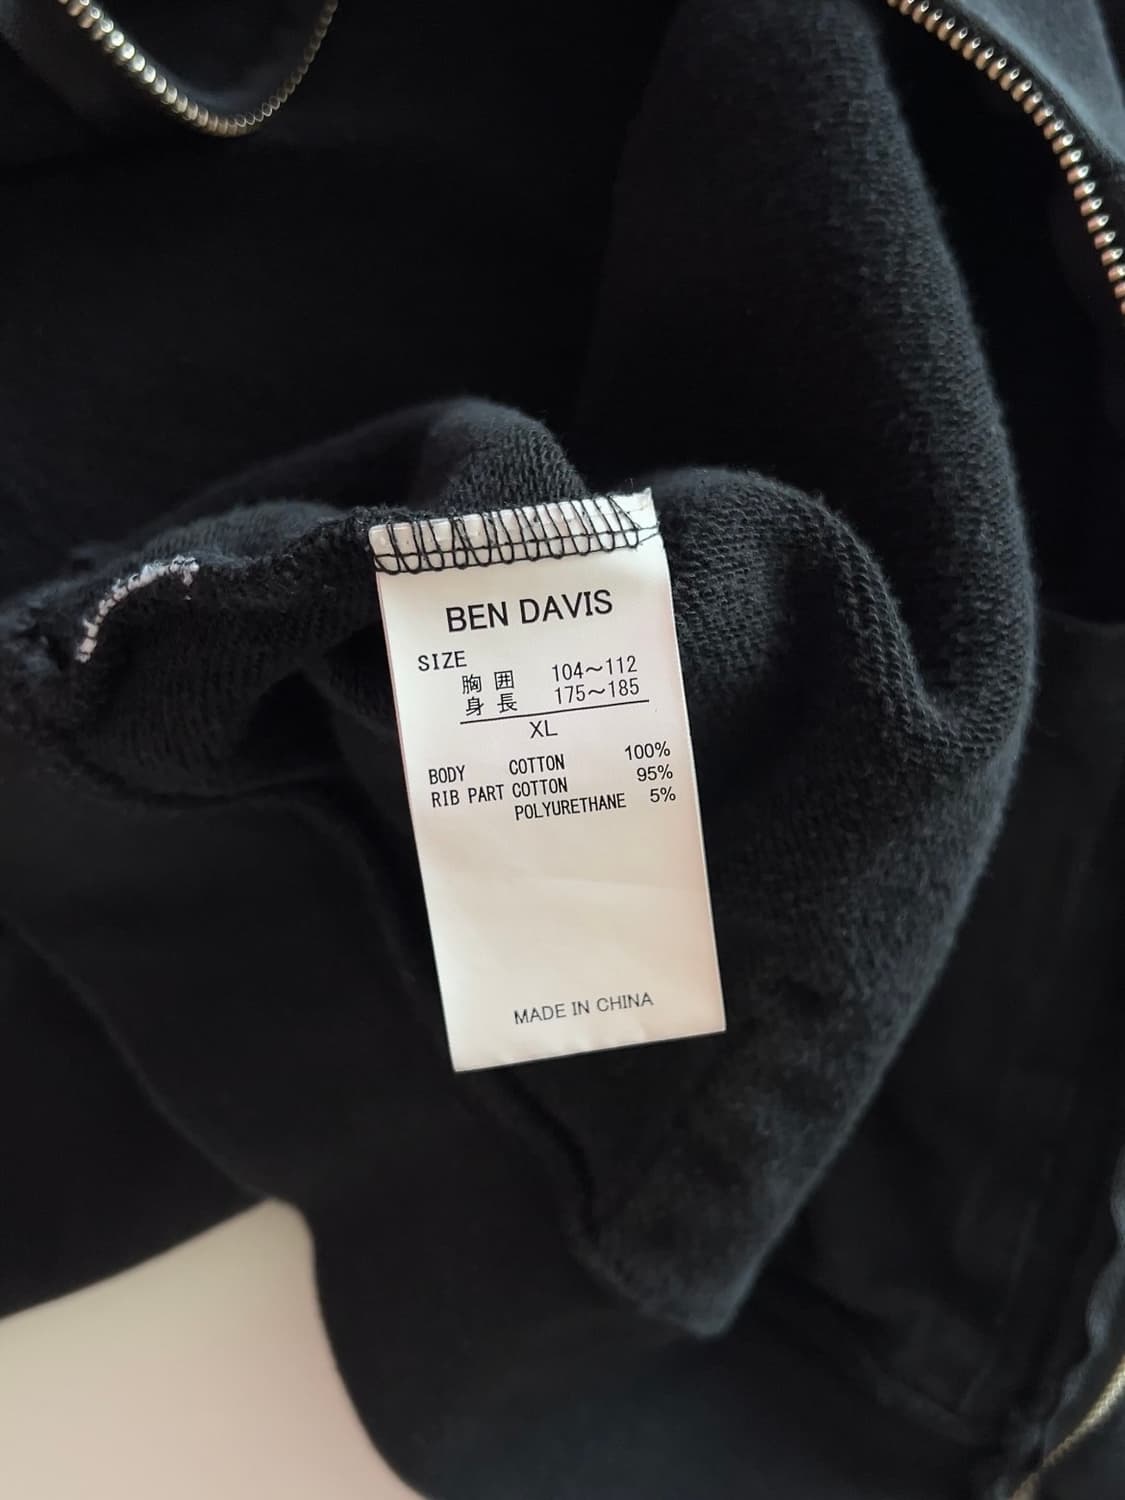 BEN DAVIS
SIZE
胸 囲 104～112
身 長 175～185
XL
BODY COTTON 100%
RIB PART COTTON 95%
POLYURETHANE 5%
MADE IN CHINA